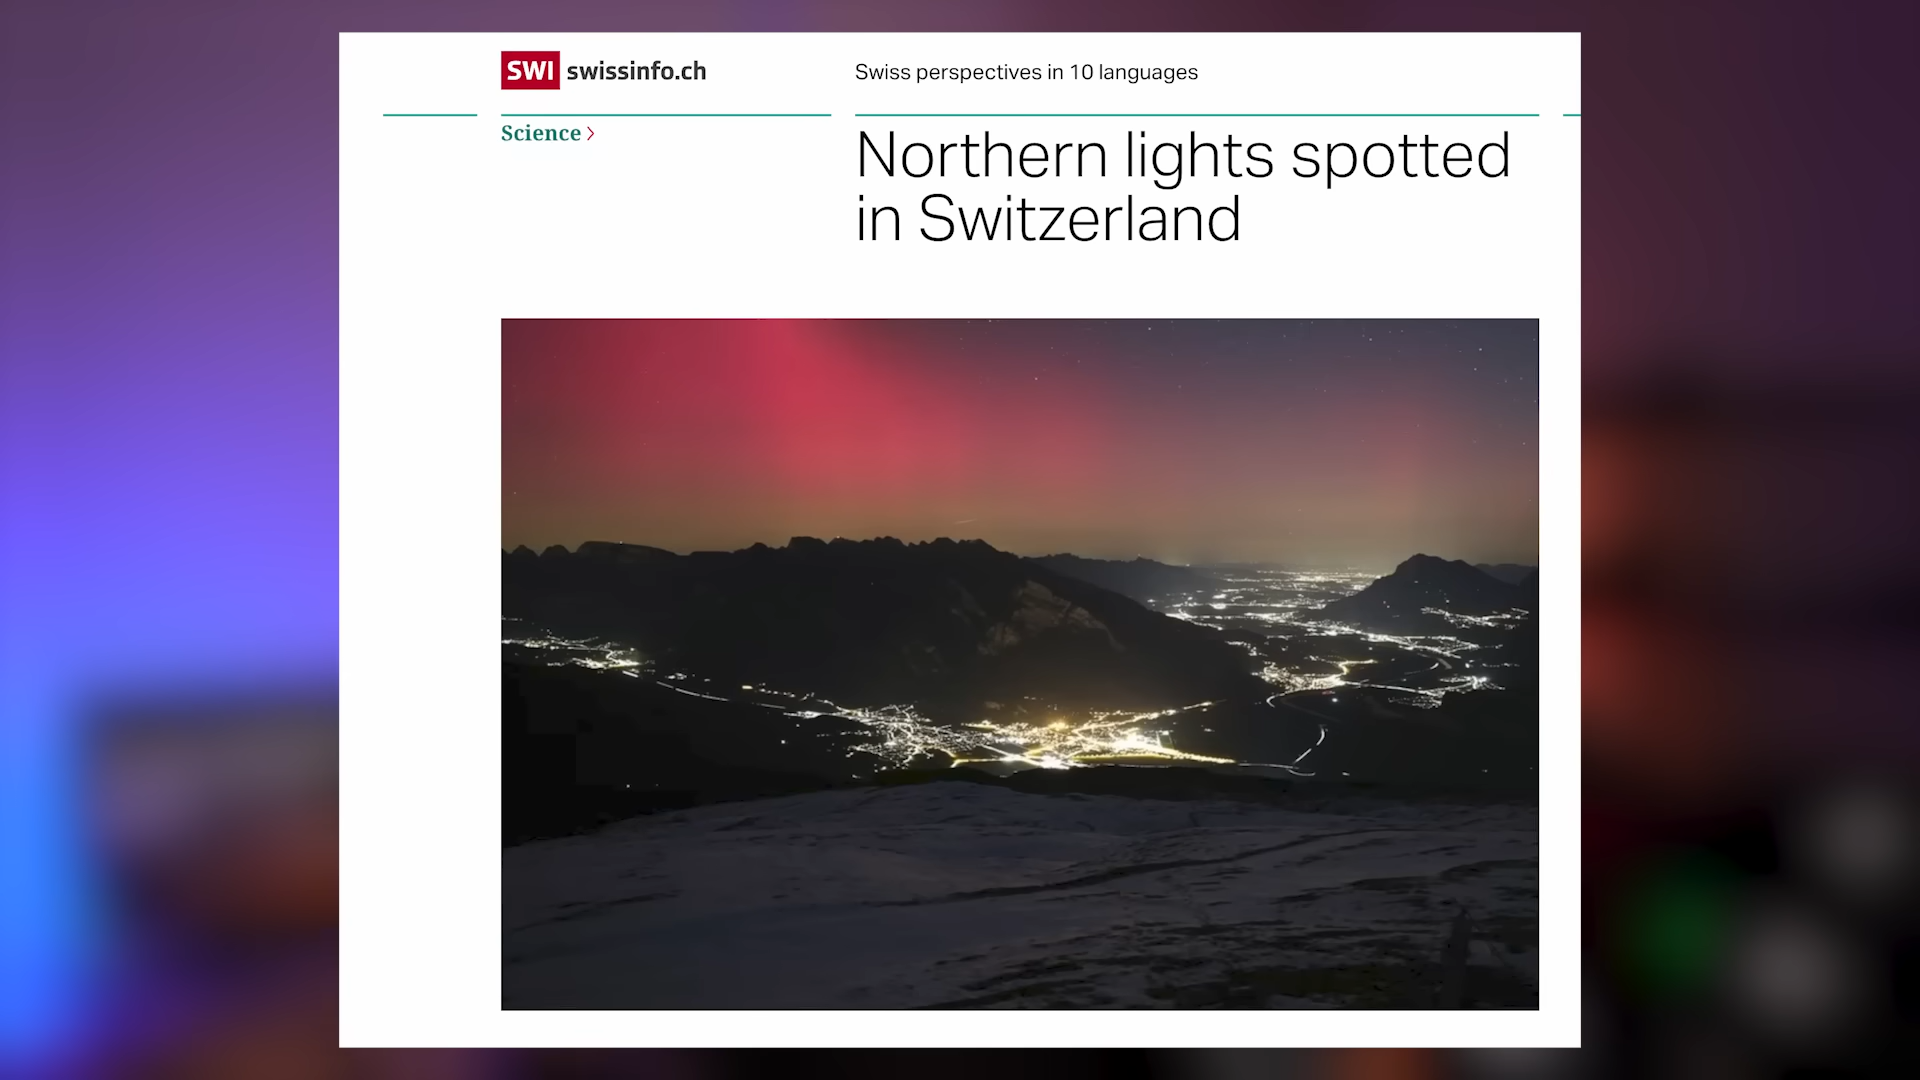 SWI swissinfo.ch
Swiss perspectives in 10 languages
Science >
Northern lights spotted
in Switzerland